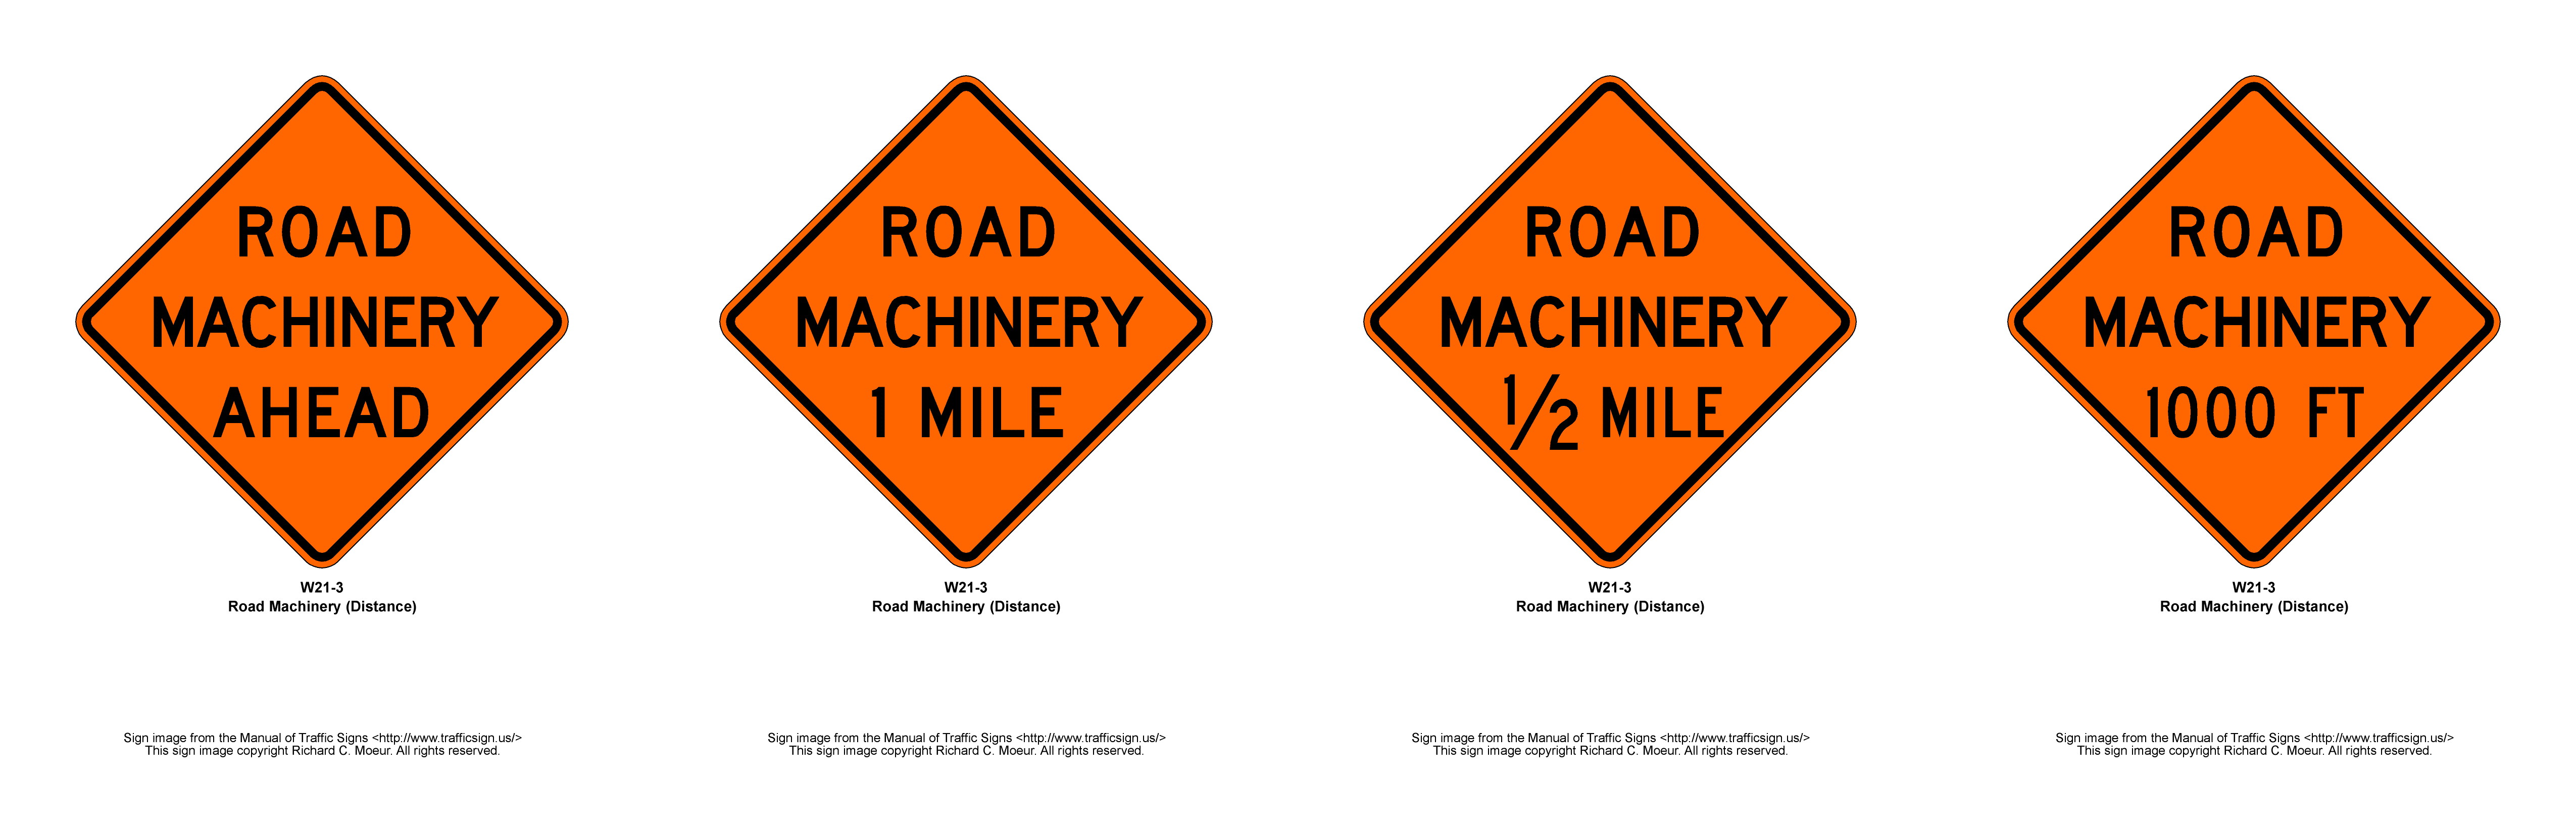 ROAD
MACHINERY
AHEAD
W21-3
Road Machinery (Distance)
Sign image from the Manual of Traffic Signs <http://www.trafficsign.us/>
This sign image copyright Richard C. Moeur. All rights reserved.
ROAD
MACHINERY
1 MILE
W21-3
Road Machinery (Distance)
Sign image from the Manual of Traffic Signs <http://www.trafficsign.us/>
This sign image copyright Richard C. Moeur. All rights reserved.
ROAD
MACHINERY
1/2 MILE
W21-3
Road Machinery (Distance)
Sign image from the Manual of Traffic Signs <http://www.trafficsign.us/>
This sign image copyright Richard C. Moeur. All rights reserved.
ROAD
MACHINERY
1000 FT
W21-3
Road Machinery (Distance)
Sign image from the Manual of Traffic Signs <http://www.trafficsign.us/>
This sign image copyright Richard C. Moeur. All rights reserved.